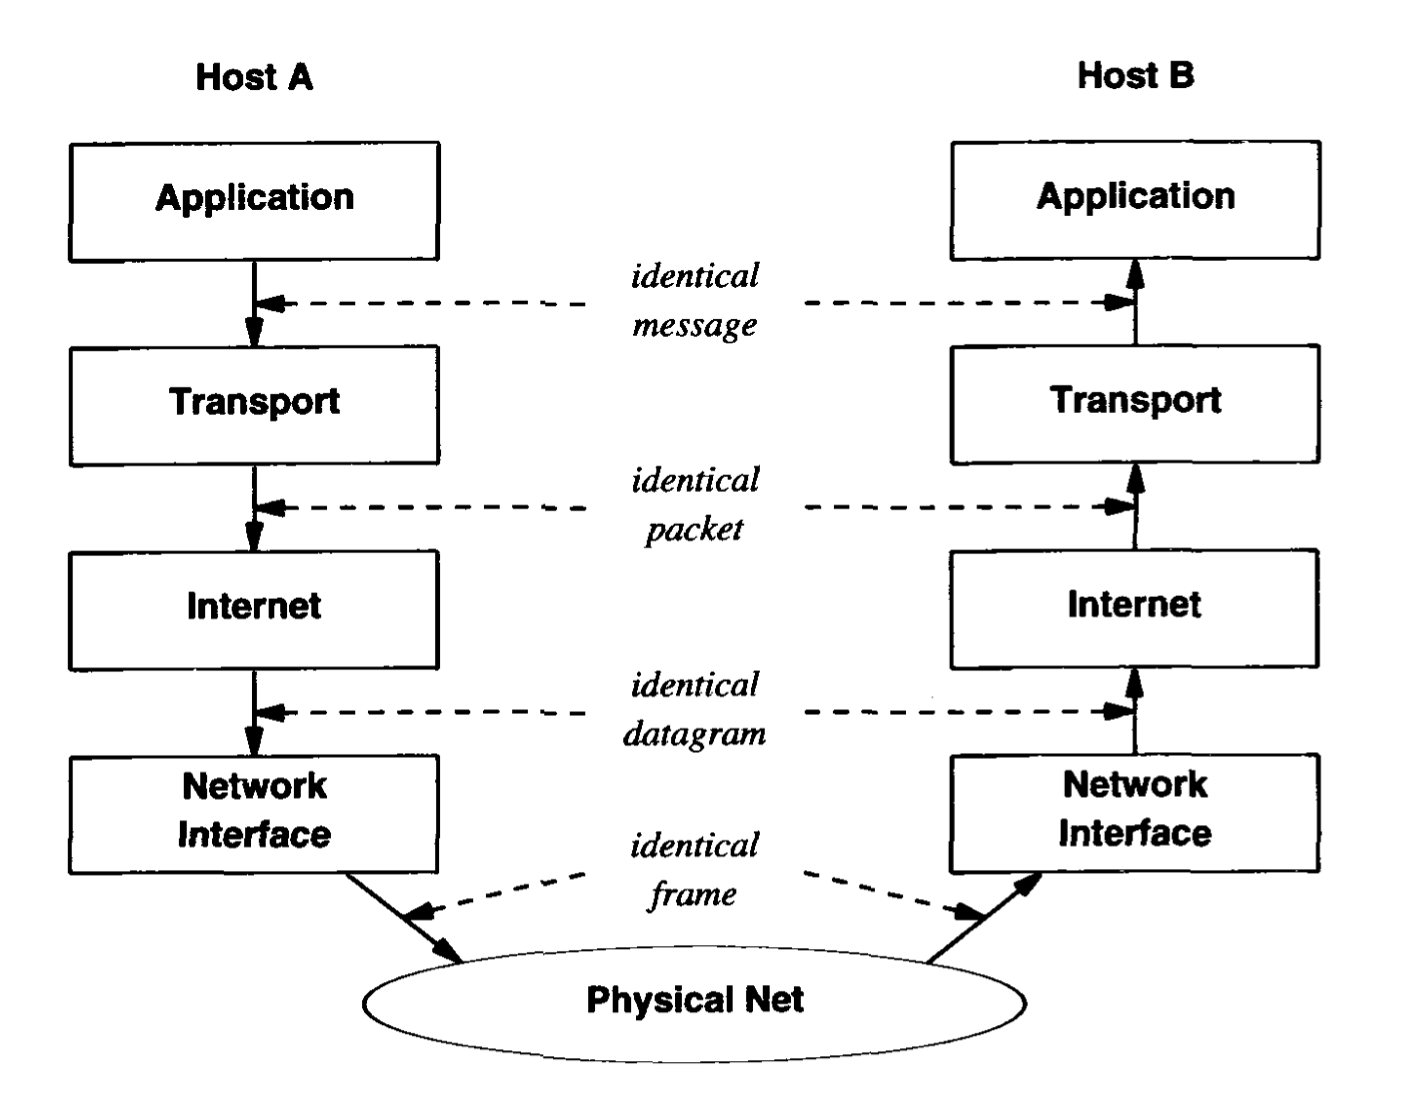 Host A
Host B
Application
Application
identical
message
Transport
Transport
identical
packet
Internet
Internet
identical
datagram
Network
Interface
Network
Interface
identical
frame
Physical Net